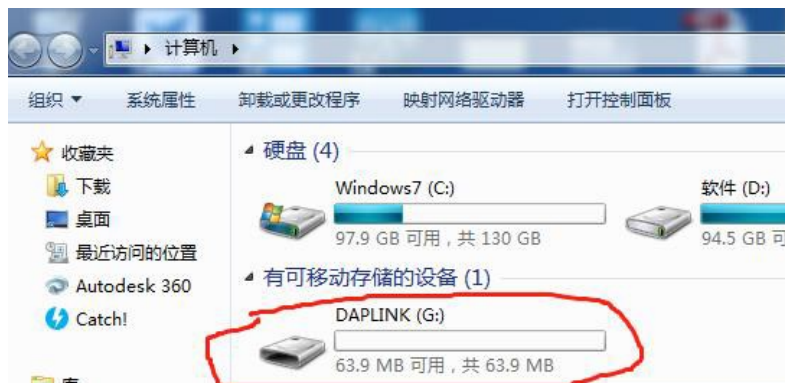 计算机
组织 系统属性 卸载或更改程序 映射网络驱动器 打开控制面板
收藏夹
下载
桌面
最近访问的位置
Autodesk 360
Catch!
硬盘 (4)
Windows7 (C:)
97.9 GB 可用，共 130 GB
软件 (D:)
94.5 GB 可
有可移动存储的设备 (1)
DAPLINK (G:)
63.9 MB 可用，共 63.9 MB